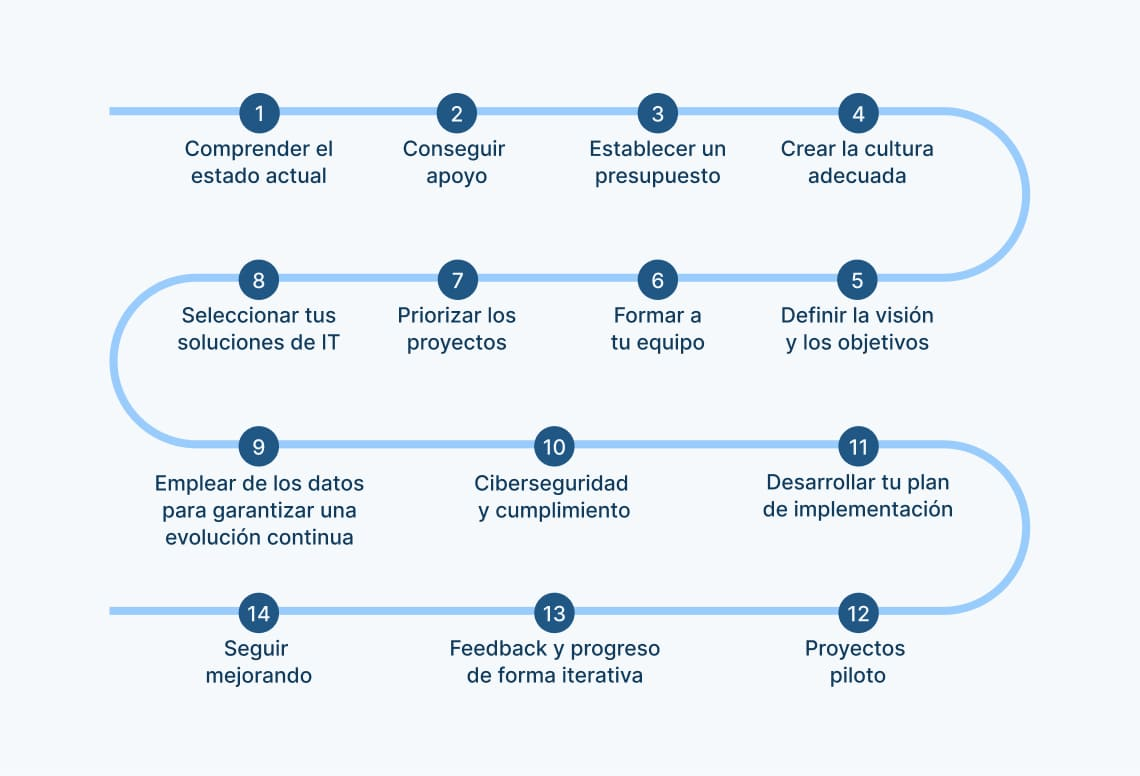 1
Comprender el
estado actual
2
Conseguir
apoyo
3
Establecer un
presupuesto
4
Crear la cultura
adecuada
5
Definir la visión
y los objetivos
6
Formar a
tu equipo
7
Priorizar los
proyectos
8
Seleccionar tus
soluciones de IT
9
Emplear de los datos
para garantizar una
evolución continua
10
Ciberseguridad
y cumplimiento
11
Desarrollar tu plan
de implementación
12
Proyectos
piloto
13
Feedback y progreso
de forma iterativa
14
Seguir
mejorando